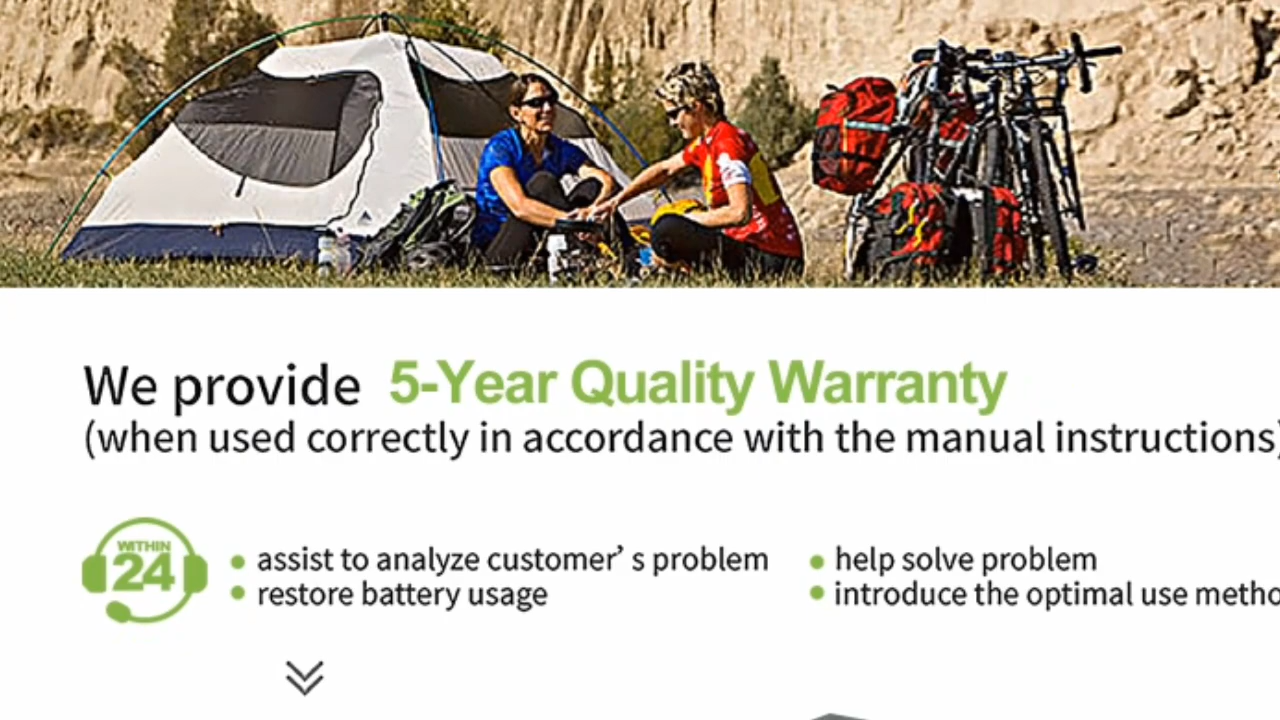 We provide 5-Year Quality Warranty
(when used correctly in accordance with the manual instructions)
WITHIN
24
assist to analyze customer’ s problem
restore battery usage
help solve problem
introduce the optimal use metho